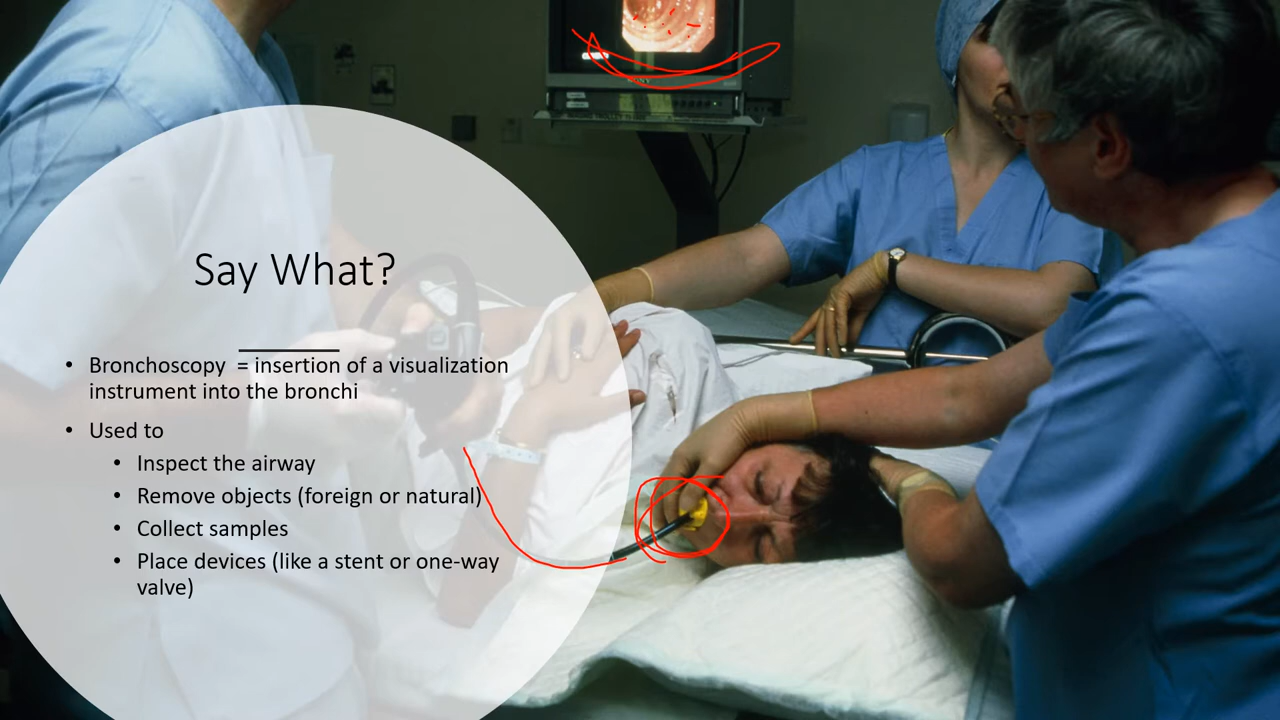 Say What?
• Bronchoscopy = insertion of a visualization
instrument into the bronchi
• Used to
• Inspect the airway
• Remove objects (foreign or natural)
• Collect samples
• Place devices (like a stent or one-way
valve)